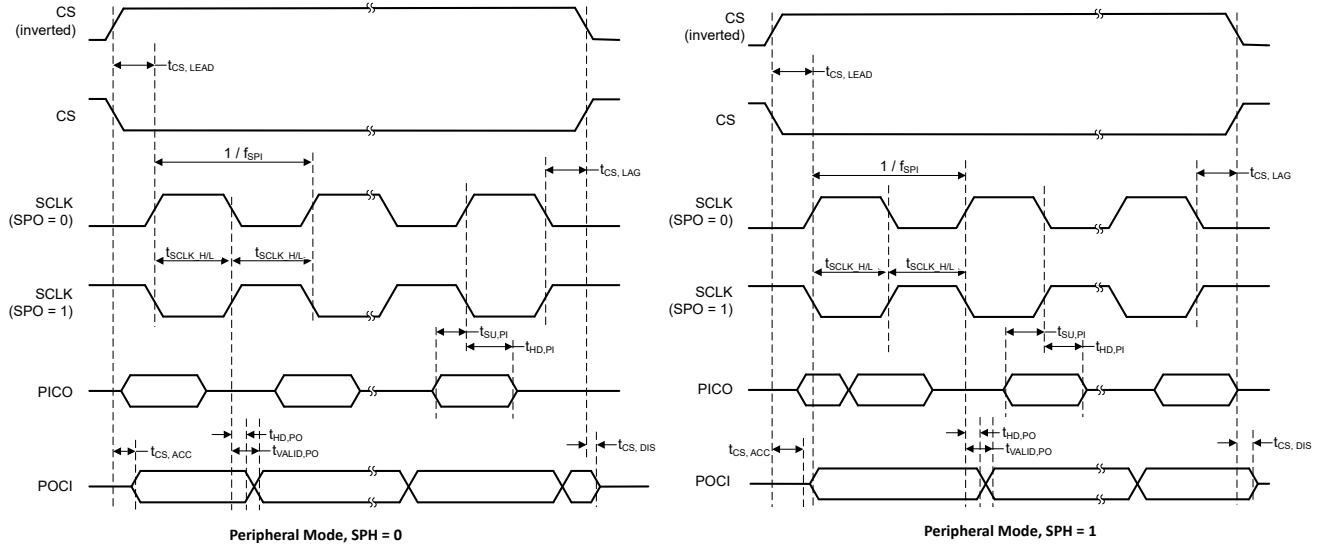 CS
(inverted)
tCS, LEAD
CS
1 / fSPI
tCS, LAG
SCLK
(SPO = 0)
tSCLK_H/L
tSCLK_H/L
SCLK
(SPO = 1)
tSU,PI
tHD,PI
PICO
tHD,PO
tCS, ACC
tVALID,PO
tCS, DIS
POCI
Peripheral Mode, SPH = 0
CS
(inverted)
tCS, LEAD
CS
1 / fSPI
tCS, LAG
SCLK
(SPO = 0)
tSCLK_H/L
tSCLK_H/L
SCLK
(SPO = 1)
tSU,PI
tHD,PI
PICO
tHD,PO
tCS, ACC
tVALID,PO
tCS, DIS
POCI
Peripheral Mode, SPH = 1